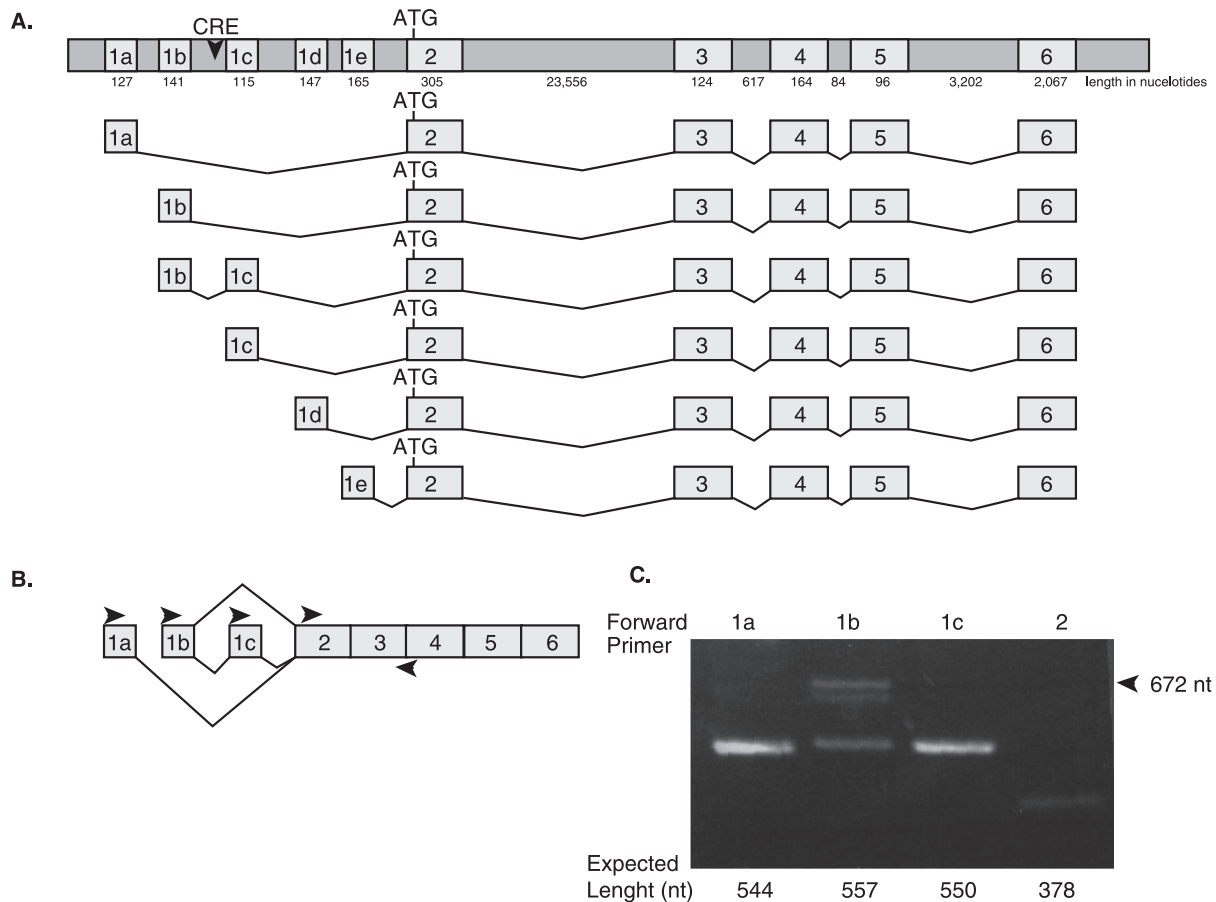 A.
CRE
ATG
1a 1b 1c 1d 1e 2 3 4 5 6
127 141 115 147 165 305 23,556 124 617 164 84 96 3,202 2,067 length in nucelotides
ATG
1a 2 3 4 5 6
ATG
1b 2 3 4 5 6
ATG
1b 1c 2 3 4 5 6
ATG
1c 2 3 4 5 6
ATG
1d 2 3 4 5 6
ATG
1e 2 3 4 5 6
B.
1a 1b 1c 2 3 4 5 6
C.
Forward Primer 1a 1b 1c 2
672 nt
Expected
Lenght (nt) 544 557 550 378